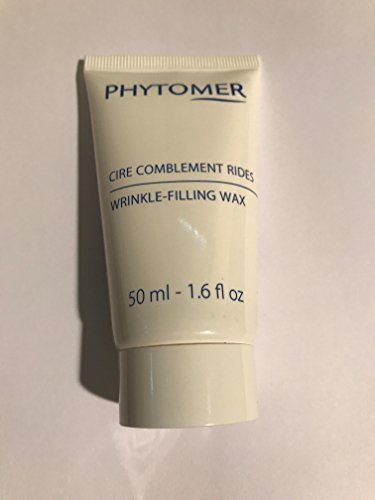 PHYTOMER
CIRE COMBLEMENT RIDES
WRINKLE-FILLING WAX
50 ml - 1.6 fl oz